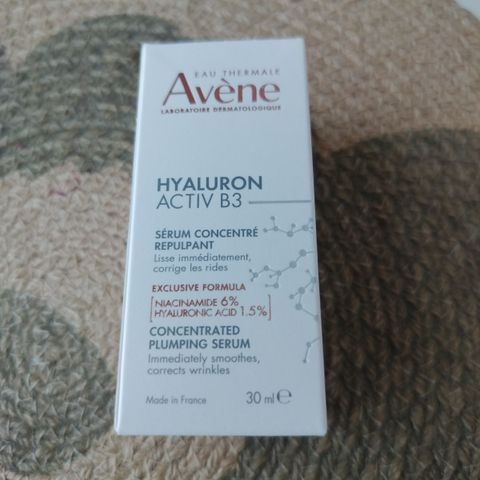 EAU THERMALE
Avène
LABORATOIRE DERMATOLOGIQUE
HYALURON
ACTIV B3
SÉRUM CONCENTRÉ
REPULPANT
Lisse immédiatement,
corrige les rides
EXCLUSIVE FORMULA
[NIACINAMIDE 6%
HYALURONIC ACID 1.5%]
CONCENTRATED
PLUMPING SERUM
Immediately smoothes,
corrects wrinkles
Made in France 30 ml ℮